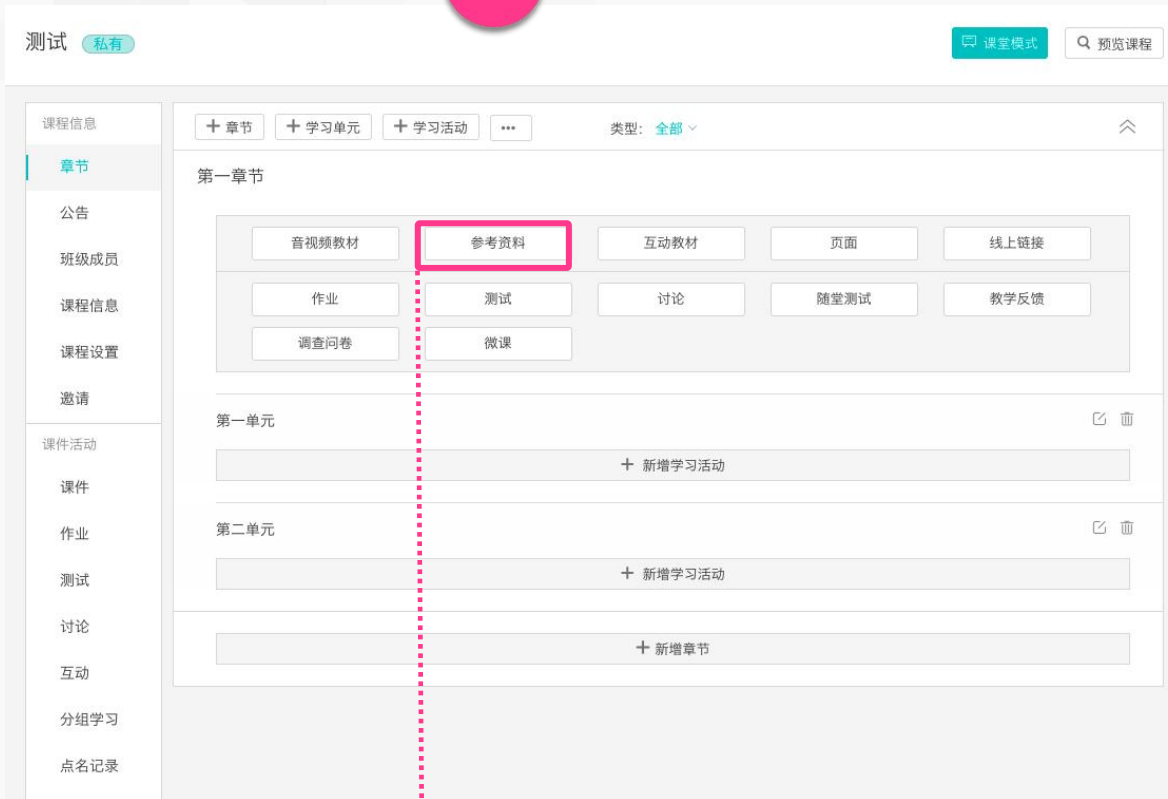 测试 私有
课堂模式 预览课程
课程信息
章节
公告
班级成员
课程信息
课程设置
邀请
课件活动
课件
作业
测试
讨论
互动
分组学习
点名记录
+ 章节 + 学习单元 + 学习活动 ••• 类型: 全部
第一章节
音视频教材 参考资料 互动教材 页面 线上链接
作业 测试 讨论 随堂测试 教学反馈
调查问卷 微课
第一单元
+ 新增学习活动
第二单元
+ 新增学习活动
+ 新增章节